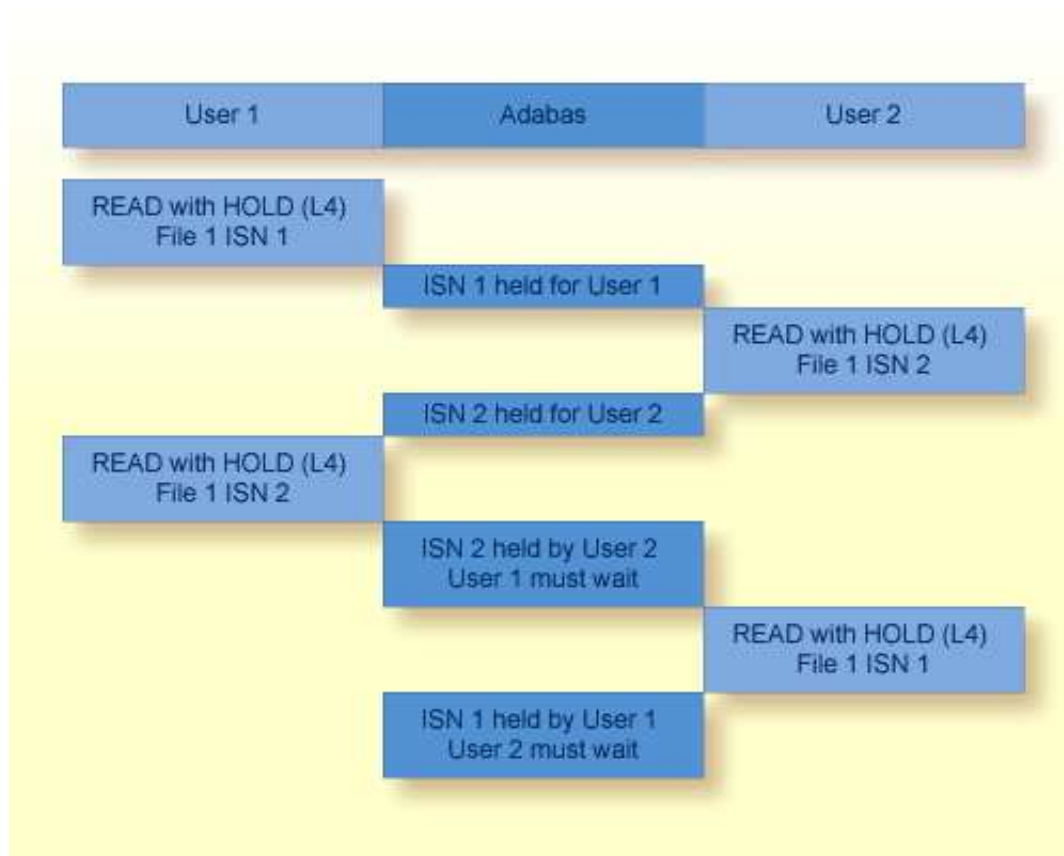 User 1
Adabas
User 2
READ with HOLD (L4)
File 1 ISN 1
ISN 1 held for User 1
READ with HOLD (L4)
File 1 ISN 2
ISN 2 held for User 2
READ with HOLD (L4)
File 1 ISN 2
ISN 2 held by User 2
User 1 must wait
READ with HOLD (L4)
File 1 ISN 1
ISN 1 held by User 1
User 2 must wait